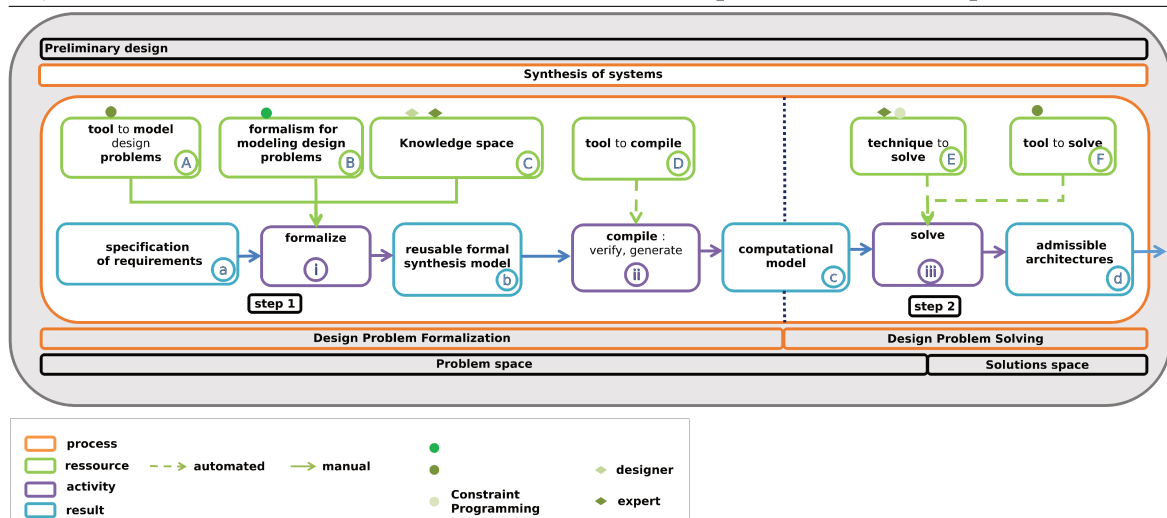 Preliminary design
Synthesis of systems
tool to model
design
problems
A
formalism for
modeling design
problems
B
Knowledge space
C
tool to compile
D
technique to
solve
E
tool to solve
F
specification
of requirements
a
formalize
i
reusable formal
synthesis model
b
compile :
verify, generate
ii
computational
model
c
solve
iii
admissible
architectures
d
step 1
step 2
Design Problem Formalization
Design Problem Solving
Problem space
Solutions space
process
ressource
automated
manual
activity
result
Constraint
Programming
designer
expert